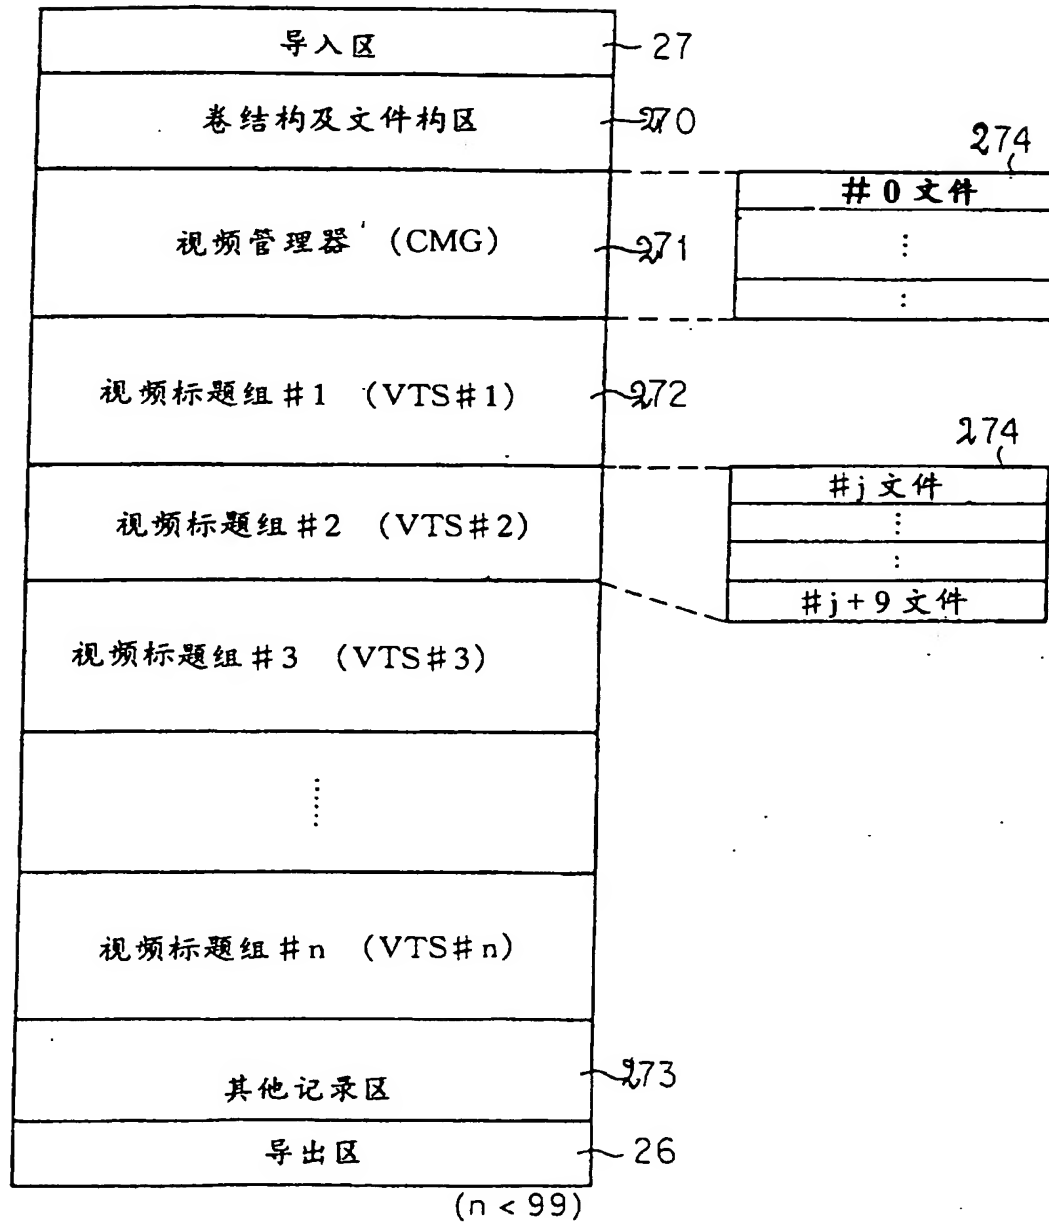 导入区
27
卷结构及文件构区
270
274
#0文件
⋮
:
视频管理器 (CMG)
271
视频标题组#1 (VTS#1)
272
274
#j文件
⋮
:
#j+9文件
视频标题组#2 (VTS#2)
视频标题组#3 (VTS#3)
⋮
视频标题组#n (VTS#n)
其他记录区
273
导出区
26
(n<99)